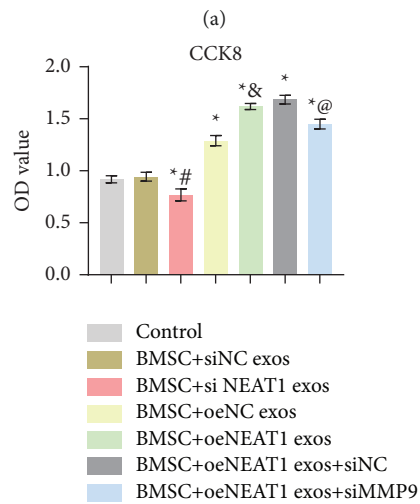 (a)
CCK8
2.0
1.5
1.0
0.5
0.0
OD value
*#
*
*&
*
*@
Control
BMSC+siNC exos
BMSC+si NEAT1 exos
BMSC+oeNC exos
BMSC+oeNEAT1 exos
BMSC+oeNEAT1 exos+siNC
BMSC+oeNEAT1 exos+siMMP9